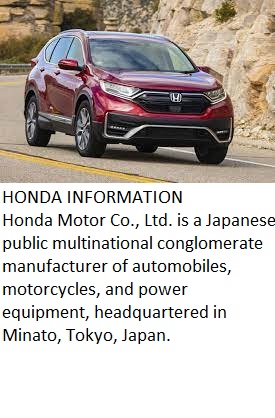 HONDA INFORMATION
Honda Motor Co., Ltd. is a Japanese
public multinational conglomerate
manufacturer of automobiles,
motorcycles, and power
equipment, headquartered in
Minato, Tokyo, Japan.